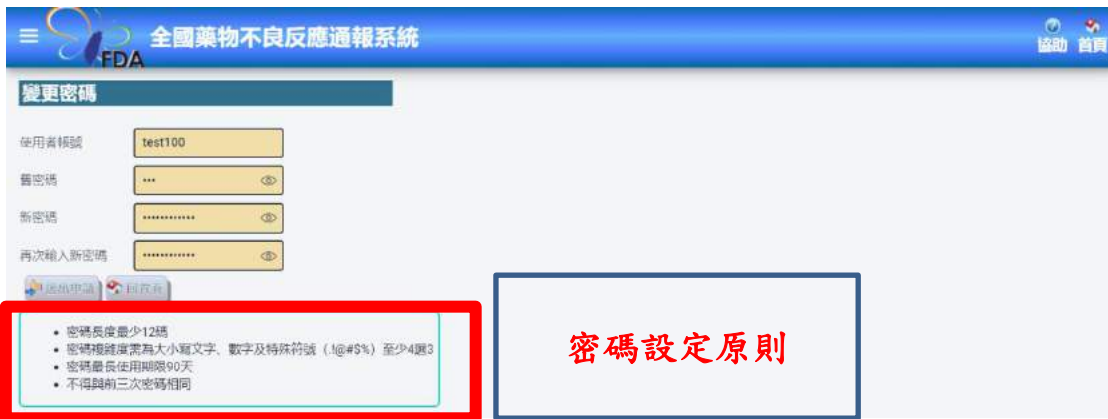 全國藥物不良反應通報系統
FDA
協助 首頁
變更密碼
使用者帳號 test100
舊密碼 •••
新密碼 ••••••••••••
再次輸入新密碼 ••••••••••••
送出申請 回首頁
• 密碼長度最少12碼
• 密碼複雜度需為大小寫文字、數字及特殊符號（.!@#$%）至少4選3
• 密碼最長使用期限90天
• 不得與前三次密碼相同
密碼設定原則